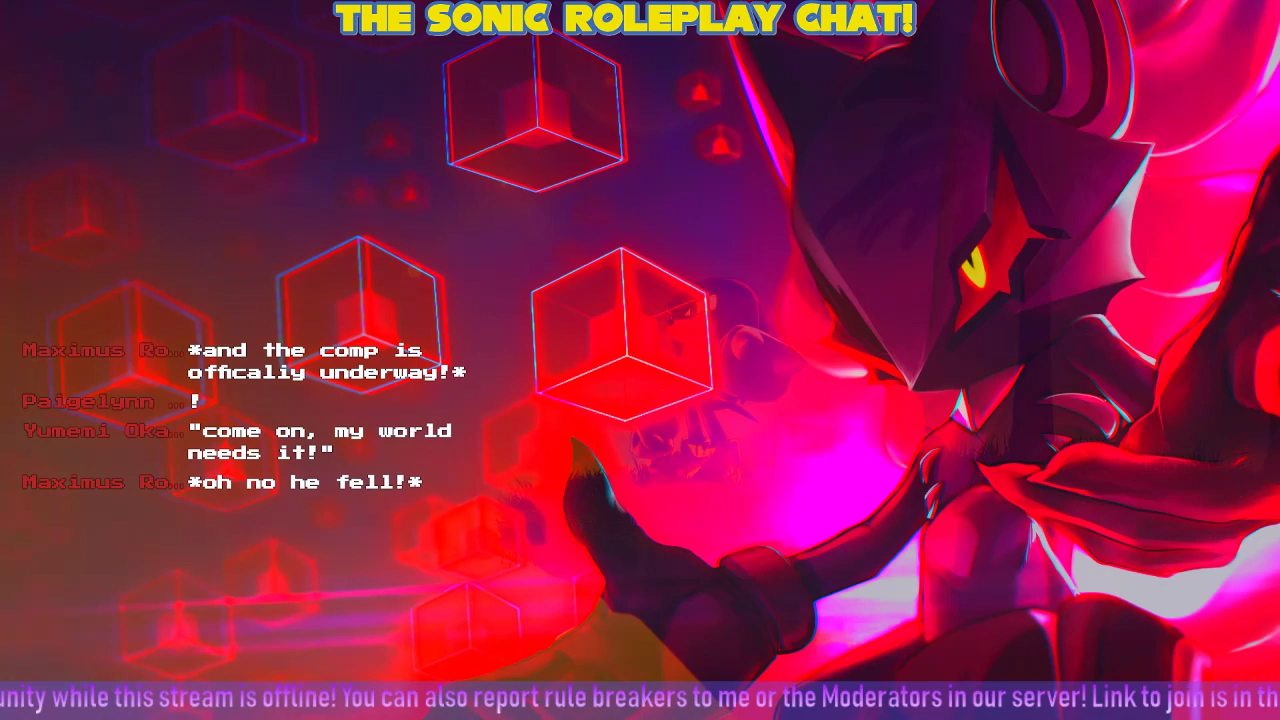 THE SONIC ROLEPLAY CHAT!
Maximus Ro... *and the comp is
officaliy underway!*
Paigelynn ... !
Yumemi Oka... "come on, my world
needs it!"
Maximus Ro... *oh no he fell!*
unity while this stream is offline! You can also report rule breakers to me or the Moderators in our server! Link to join is in th